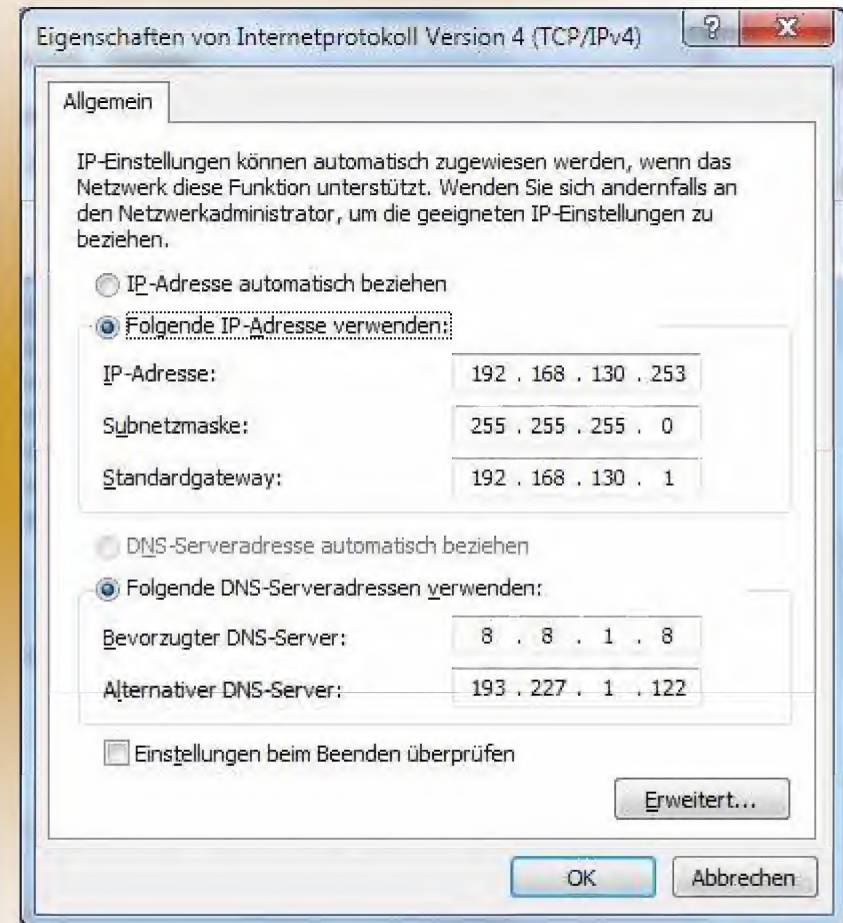 Eigenschaften von Internetprotokoll Version 4 (TCP/IPv4)
? X
Allgemein
IP-Einstellungen können automatisch zugewiesen werden, wenn das
Netzwerk diese Funktion unterstützt. Wenden Sie sich andernfalls an
den Netzwerkadministrator, um die geeigneten IP-Einstellungen zu
beziehen.
IP-Adresse automatisch beziehen
Folgende IP-Adresse verwenden:
IP-Adresse: 192 . 168 . 130 . 253
Subnetzmaske: 255 . 255 . 255 . 0
Standardgateway: 192 . 168 . 130 . 1
DNS-Serveradresse automatisch beziehen
Folgende DNS-Serveradressen verwenden:
Bevorzugter DNS-Server: 8 . 8 . 1 . 8
Alternativer DNS-Server: 193 . 227 . 1 . 122
Einstellungen beim Beenden überprüfen
Erweitert...
OK Abbrechen